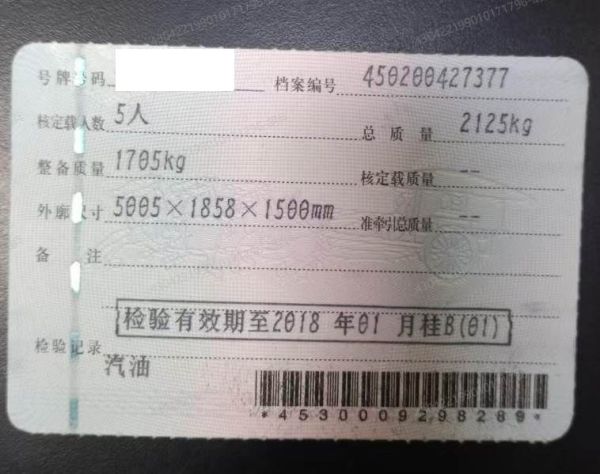 号牌号码 档案编号 450200427377
核定载人数 5人 总质量 2125kg
整备质量 1705kg 核定载质量 --
外廓尺寸 5005×1858×1500mm 准牵引总质量 --
备注
检验有效期至2018年01月桂B(01)
检验记录
汽油
*4530009298289*